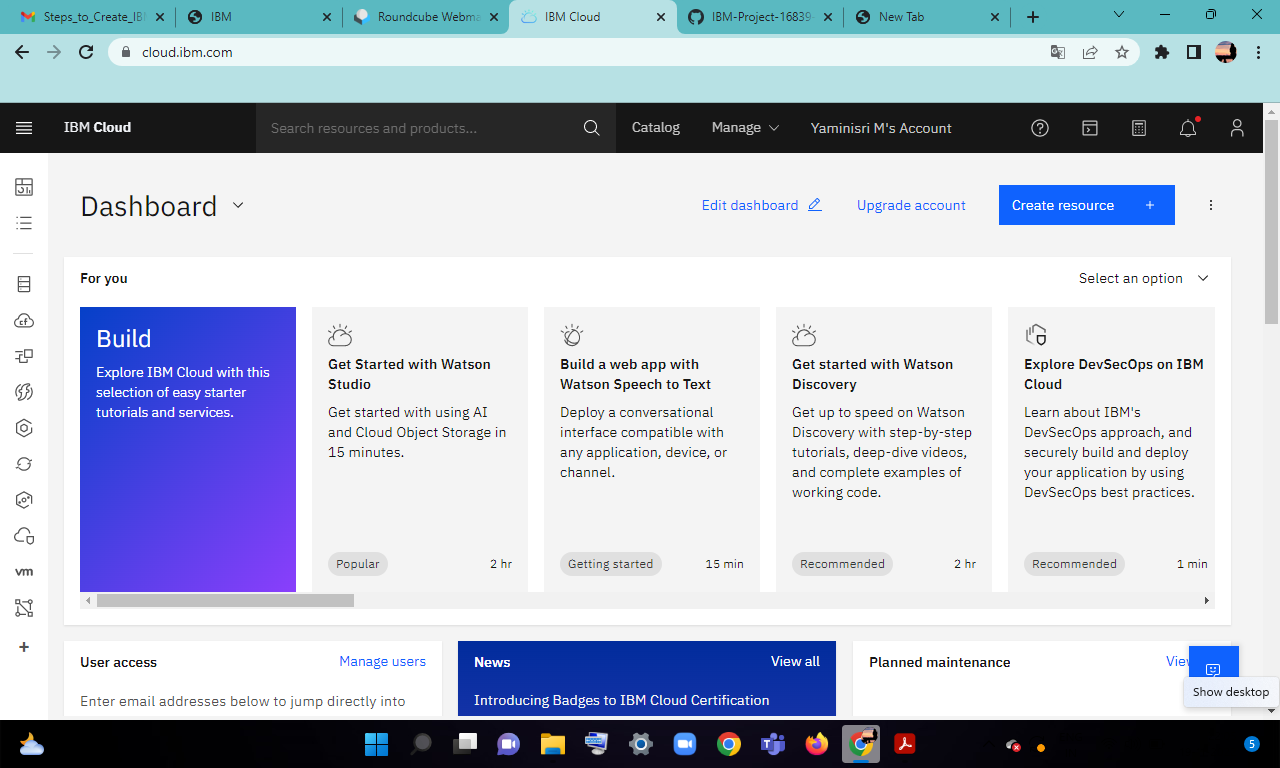 Steps_to_Create_IBM
IBM
Roundcube Webma
IBM Cloud
IBM-Project-16839
New Tab
cloud.ibm.com
IBM Cloud
Search resources and products...
Catalog
Manage
Yaminisri M's Account
Dashboard
Edit dashboard
Upgrade account
Create resource +
For you
Select an option
Build
Explore IBM Cloud with this
selection of easy starter
tutorials and services.
Get Started with Watson
Studio
Get started with using AI
and Cloud Object Storage in
15 minutes.
Popular
2 hr
Build a web app with
Watson Speech to Text
Deploy a conversational
interface compatible with
any application, device, or
channel.
Getting started
15 min
Get started with Watson
Discovery
Get up to speed on Watson
Discovery with step-by-step
tutorials, deep-dive videos,
and complete examples of
working code.
Recommended
2 hr
Explore DevSecOps on IBM
Cloud
Learn about IBM's
DevSecOps approach, and
securely build and deploy
your application by using
DevSecOps best practices.
Recommended
1 min
vm
User access
Manage users
Enter email addresses below to jump directly into
News
View all
Introducing Badges to IBM Cloud Certification
Planned maintenance
View
Show desktop
5